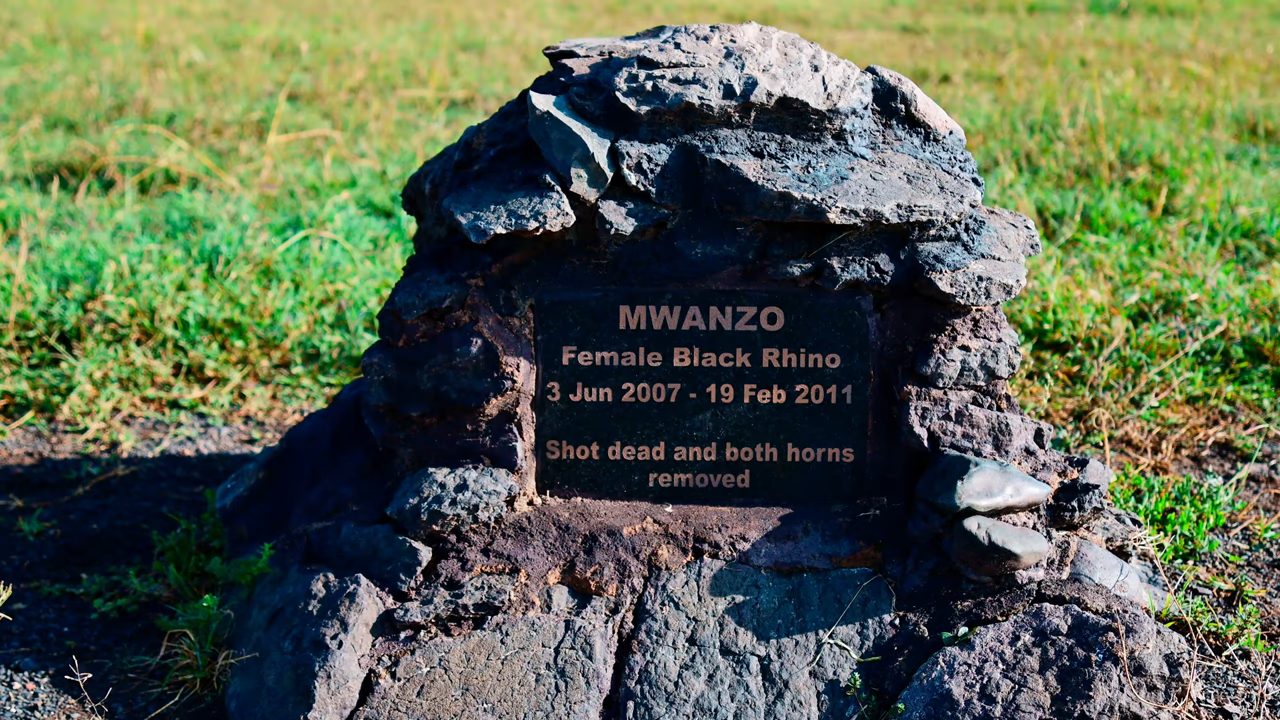 MWANZO
Female Black Rhino
3 Jun 2007 - 19 Feb 2011
Shot dead and both horns
removed